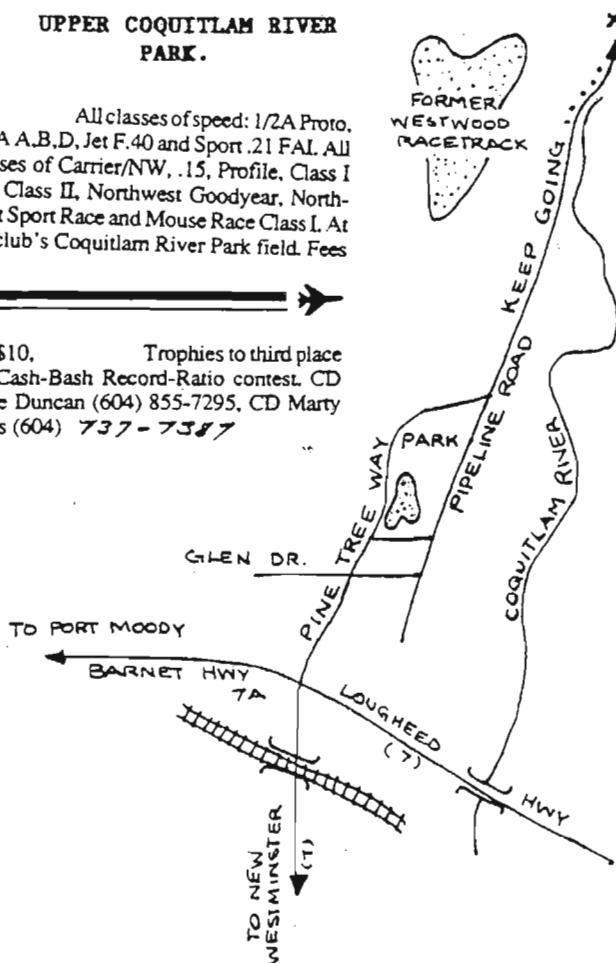 UPPER COQUITLAM RIVER
PARK.
All classes of speed: 1/2A Proto,
A A.B,D, Jet F.40 and Sport .21 FAI. All
ses of Carrier/NW, .15, Profile, Class I
Class II, Northwest Goodyear, North-
t Sport Race and Mouse Race Class I. At
club's Coquitlam River Park field. Fees
$10, Trophies to third place
Cash-Bash Record-Ratio contest. CD
e Duncan (604) 855-7295, CD Marty
s (604) 737-7387
FORMER
WESTWOOD
RACETRACK
KEEP GOING
PIPELINE ROAD
PARK
PINE TREE WAY
COQUITLAM RIVER
GLEN DR.
TO PORT MOODY
BARNET HWY
7A
LOUGHEED
(7)
HWY
TO NEW
WESTMINSTER
(7)